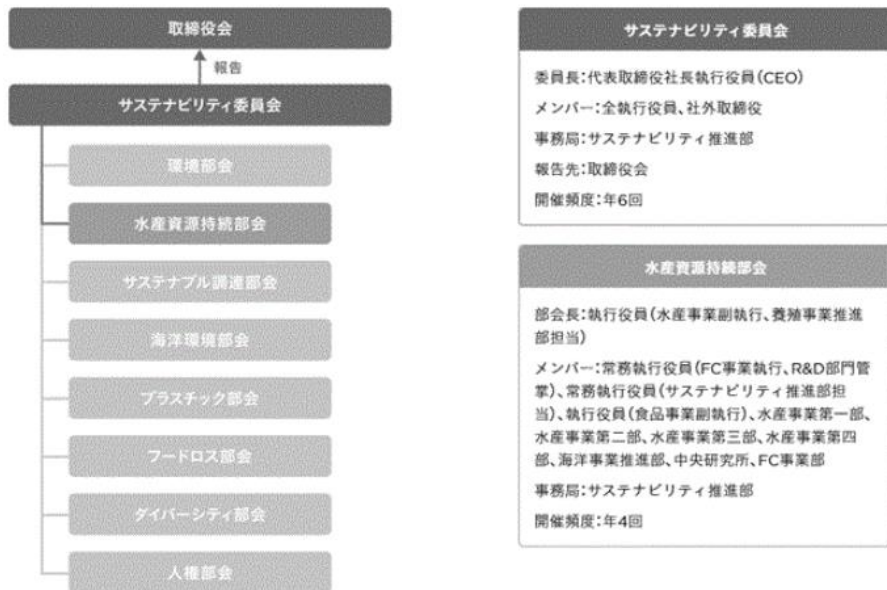 取締役会
報告
サステナビリティ委員会
環境部会
水産資源持続部会
サステナブル調達部会
海洋環境部会
プラスチック部会
フードロス部会
ダイバーシティ部会
人権部会
サステナビリティ委員会
委員長:代表取締役社長執行役員(CEO)
メンバー:全執行役員、社外取締役
事務局:サステナビリティ推進部
報告先:取締役会
開催頻度:年6回
水産資源持続部会
部会長:執行役員(水産事業副執行、養殖事業推進
部担当)
メンバー:常務執行役員(FC事業執行、R&D部門管
掌)、常務執行役員(サステナビリティ推進部担
当)、執行役員(食品事業副執行)、水産事業第一部、
水産事業第二部、水産事業第三部、水産事業第四
部、海洋事業推進部、中央研究所、FC事業部
事務局:サステナビリティ推進部
開催頻度:年4回